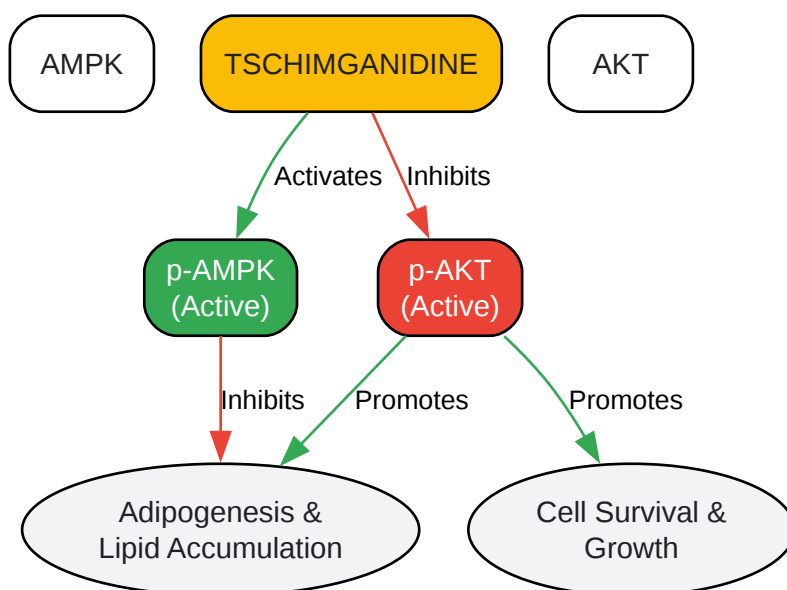 AMPK
TSCHIMGANIDINE
AKT
Activates
Inhibits
p-AMPK
(Active)
p-AKT
(Active)
Inhibits
Promotes
Promotes
Adipogenesis &
Lipid Accumulation
Cell Survival &
Growth